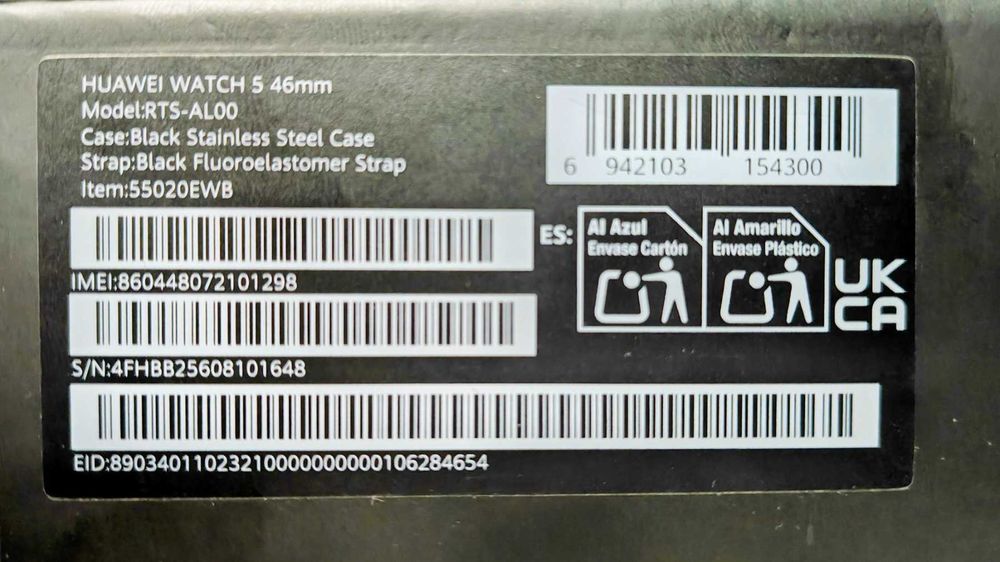 HUAWEI WATCH 5 46mm
Model:RTS-AL00
Case:Black Stainless Steel Case
Strap:Black Fluoroelastomer Strap
Item:55020EWB
6 942103 154300
IMEI:860448072101298
S/N:4FHBB25608101648
EID:89034011023210000000000106284654
ES:
Al Azul
Envase Cartón
Al Amarillo
Envase Plástico
UK
CA